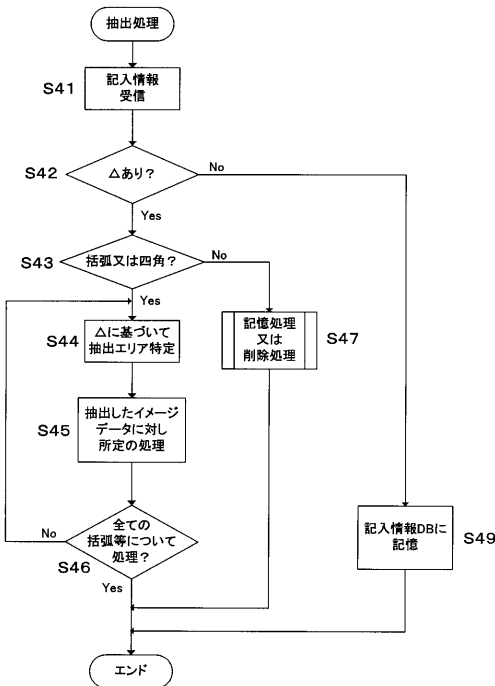 抽出処理
S41
記入情報
受信
S42
△あり？
No
Yes
S43
括弧又は四角？
No
Yes
S44
△に基づいて
抽出エリア特定
記憶処理
又は
削除処理
S47
S45
抽出したイメージ
データに対し
所定の処理
全ての
括弧等について
処理？
No
S46
Yes
記入情報DBに
記憶
S49
エンド